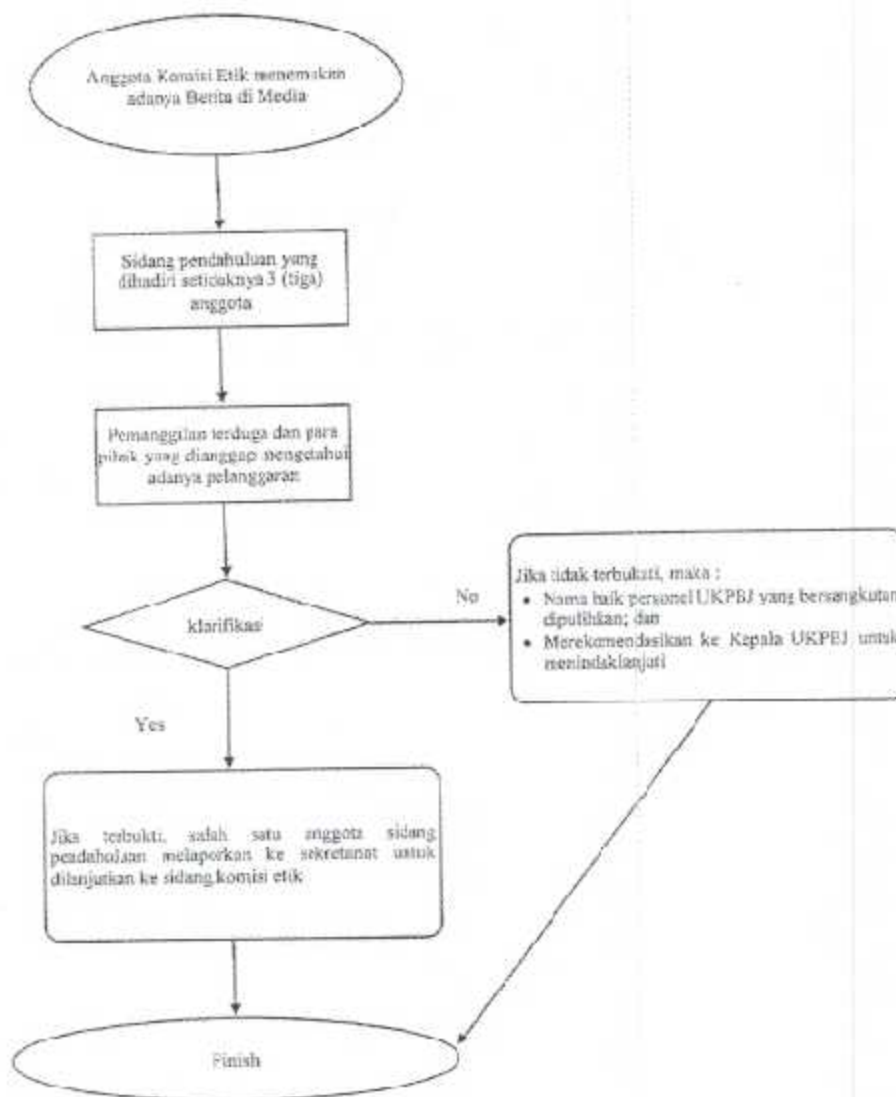 Anggota Komisi Etik menemukan
adanya Berita di Media
Sidang pendahuluan yang
dihadiri setidaknya 3 (tiga)
anggota
Pemanggilan terduga dan para
pihak yang dianggap mengetahui
adanya pelanggaran
klarifikasi
No
Jika tidak terbukati, maka :
• Nama baik personel UKPBJ yang bersangkutan
dipulihkan; dan
• Merekomendasikan ke Kepala UKPBJ untuk
menindaklanjuti
Yes
Jika terbukti, salah satu anggota sidang
pendahuluan melaporkan ke sekretariat untuk
dilanjutkan ke sidang komisi etik
Finish